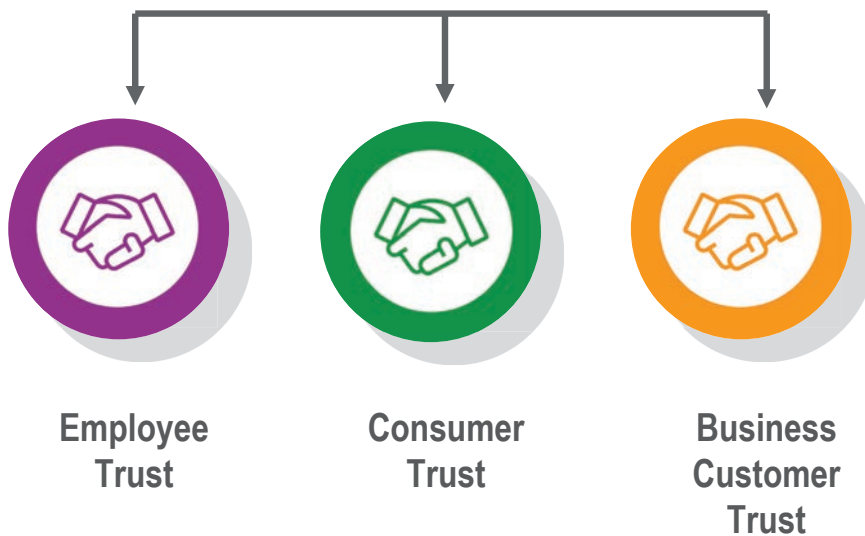 Employee
Trust
Consumer
Trust
Business
Customer
Trust